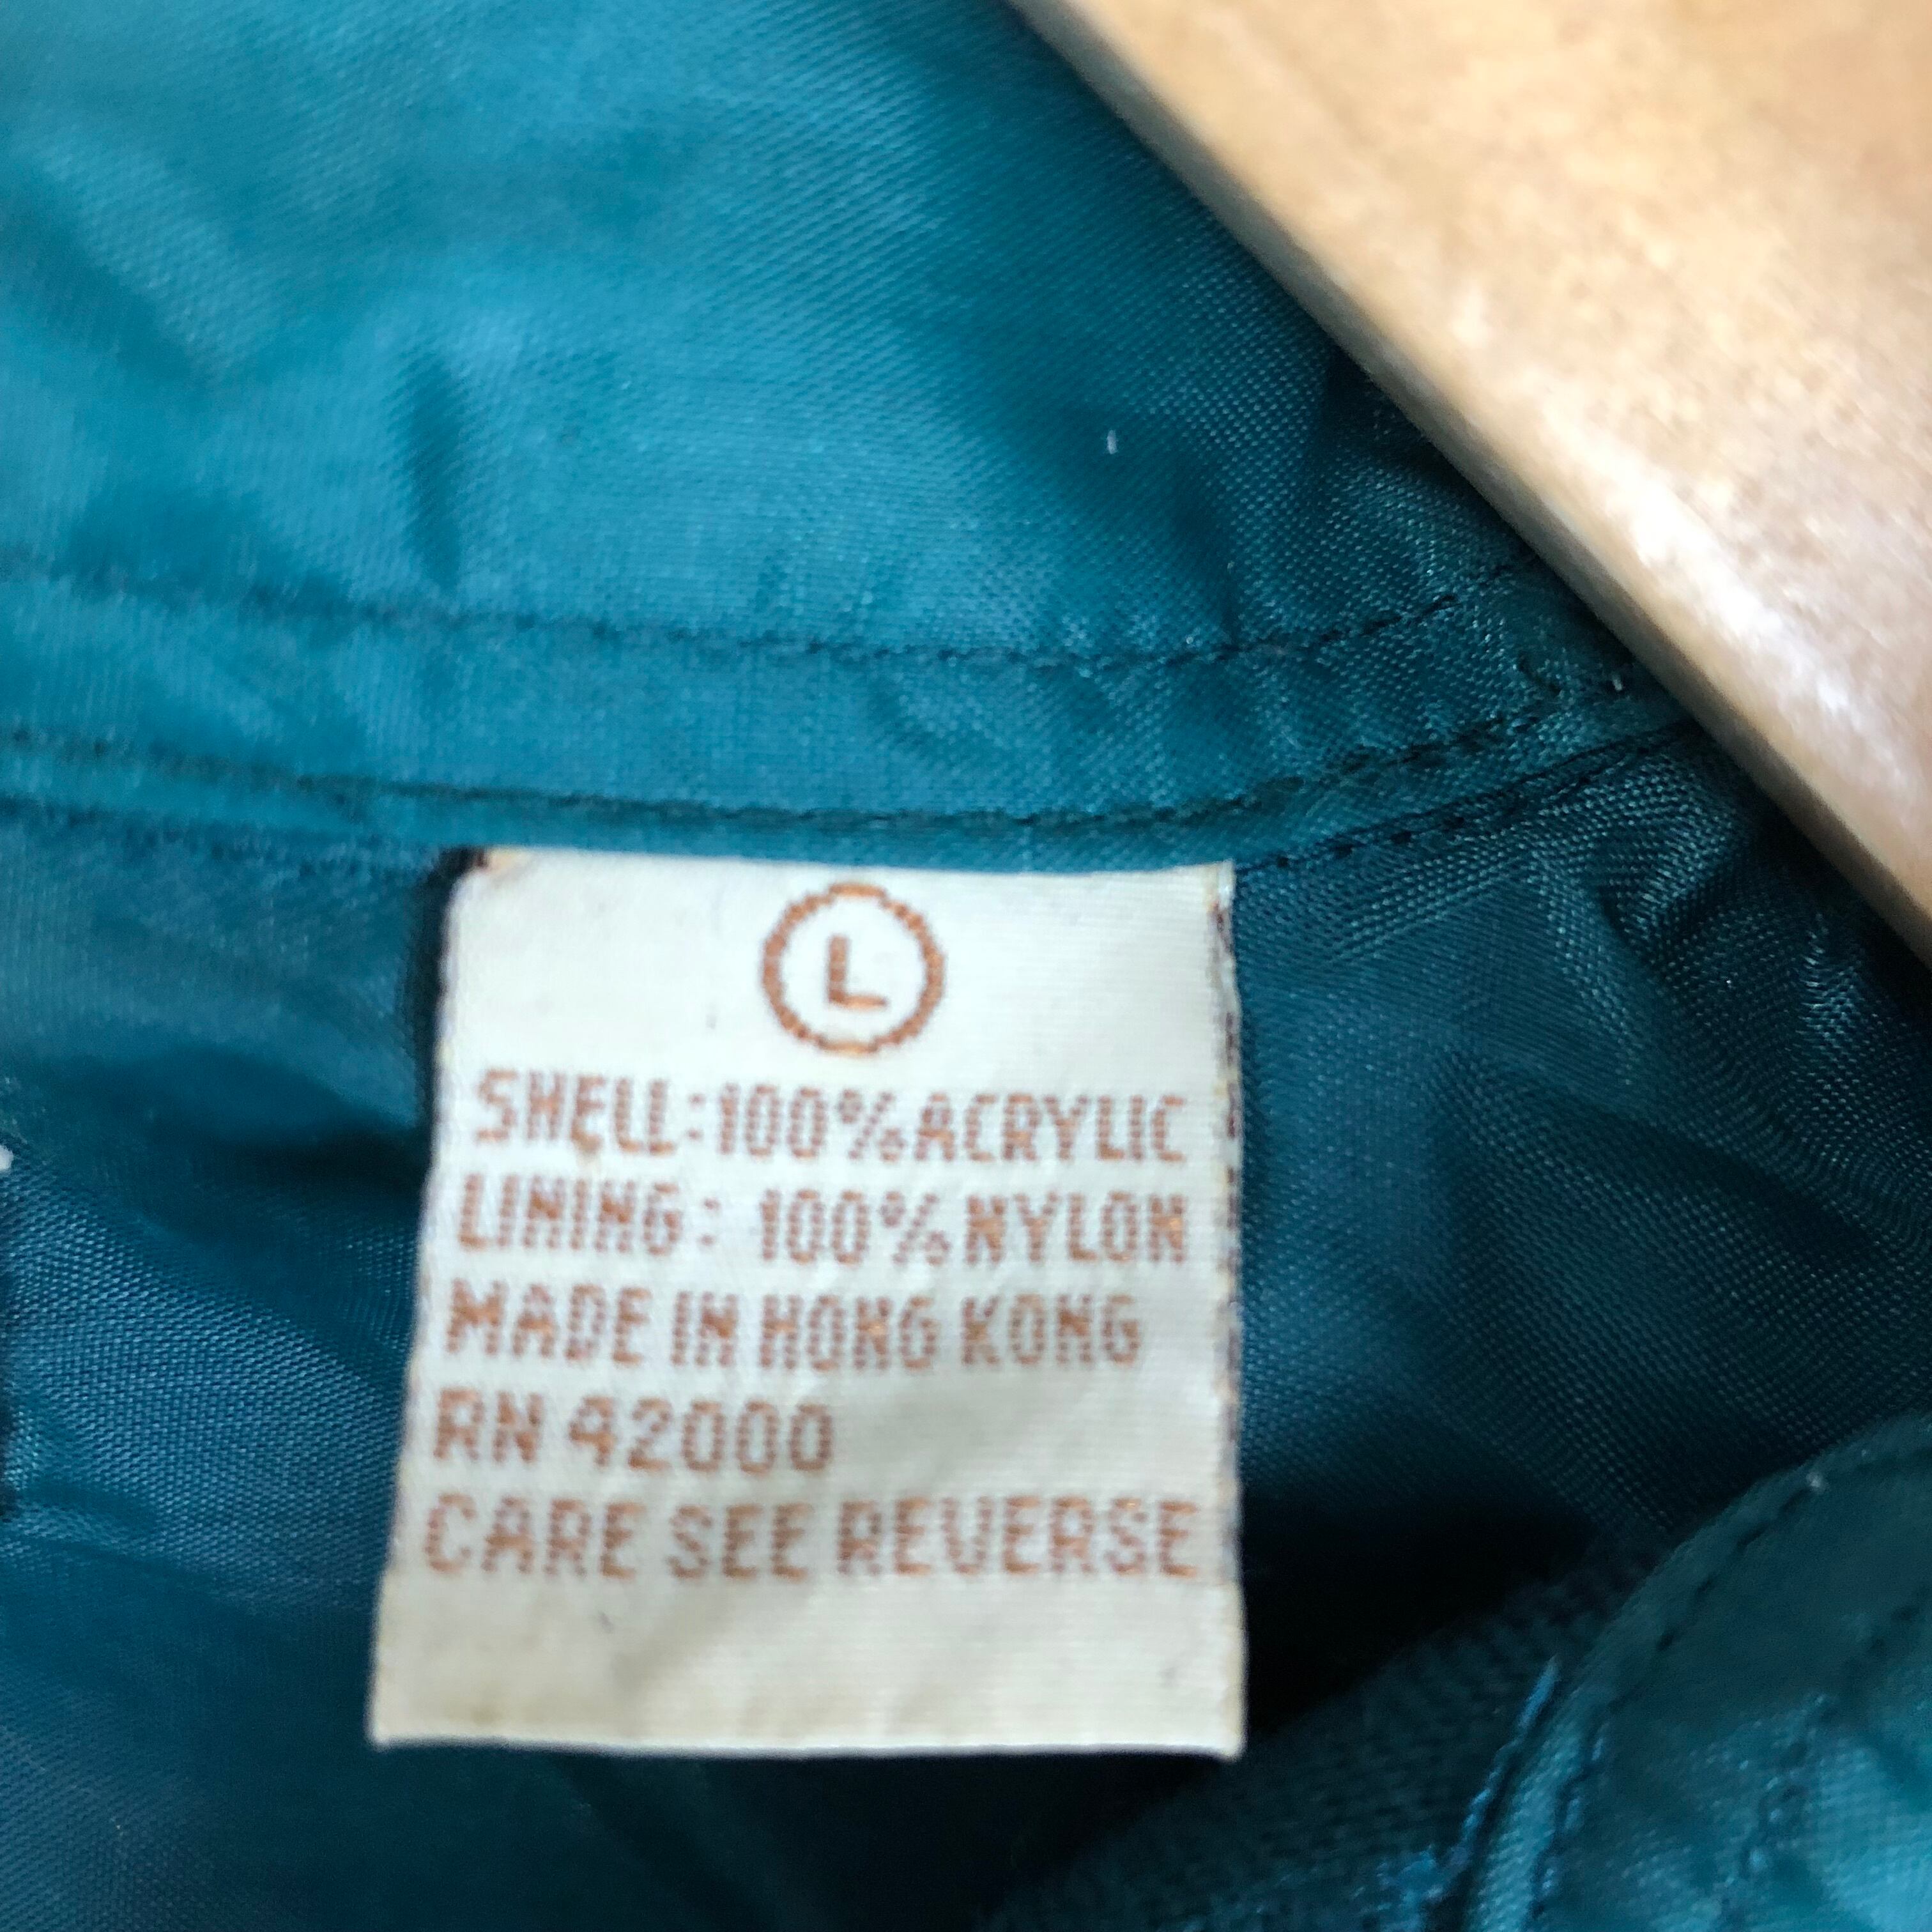 L
SHELL: 100% ACRYLIC
LINING: 100% NYLON
MADE IN HONG KONG
RN 42000
CARE SEE REVERSE